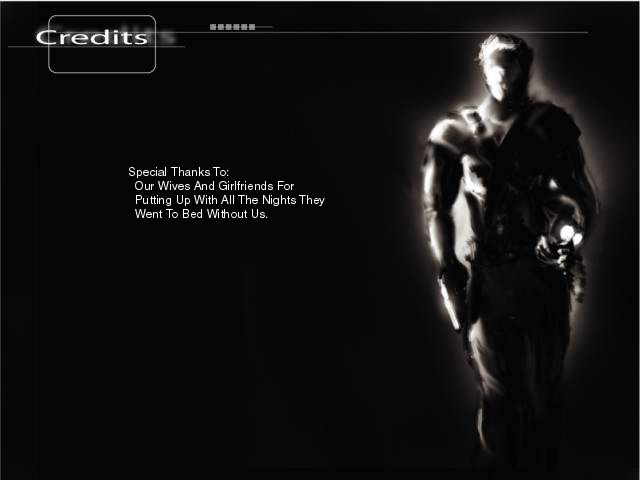 Credits
Special Thanks To:
Our Wives And Girlfriends For
Putting Up With All The Nights They
Went To Bed Without Us.